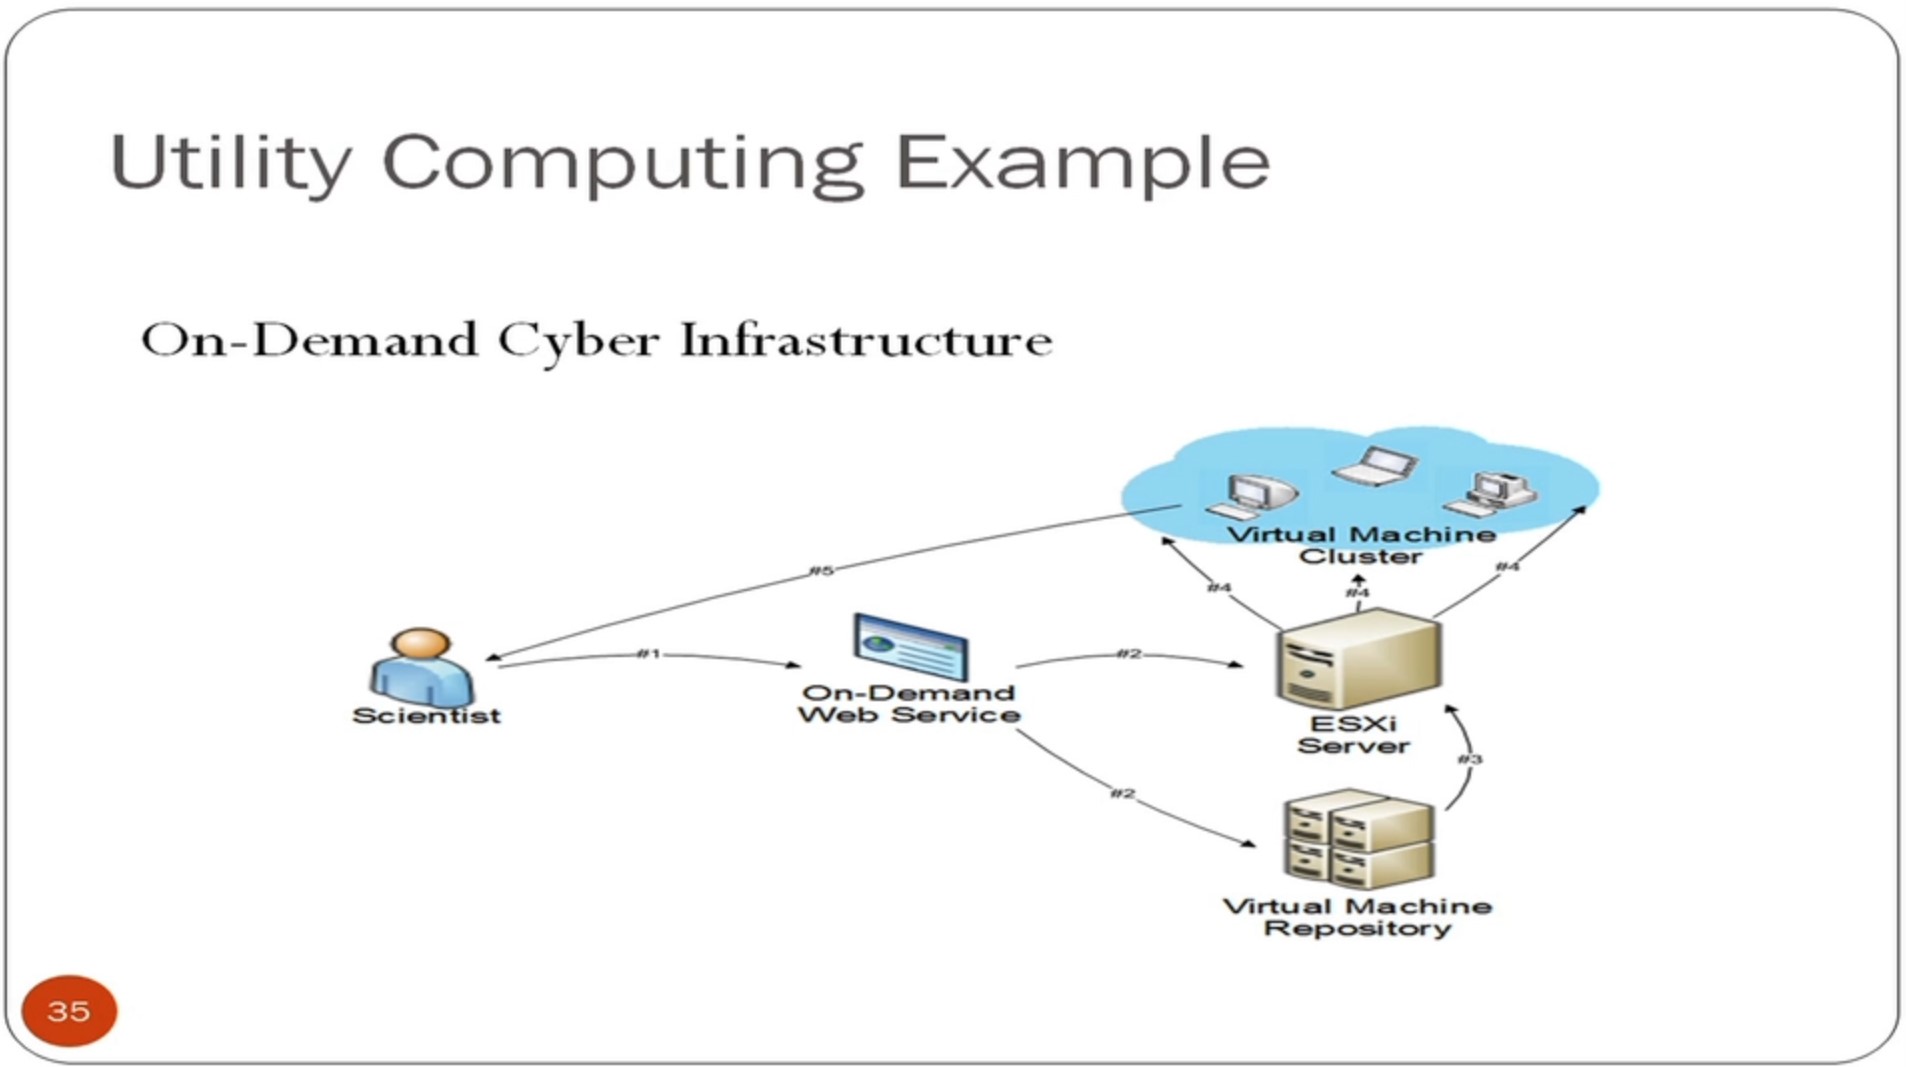 Utility Computing Example
On-Demand Cyber Infrastructure
Virtual Machine
Cluster
#5
#4
#4
#4
#1
#2
Scientist
On-Demand
Web Service
ESXi
Server
#3
#2
Virtual Machine
Repository
35